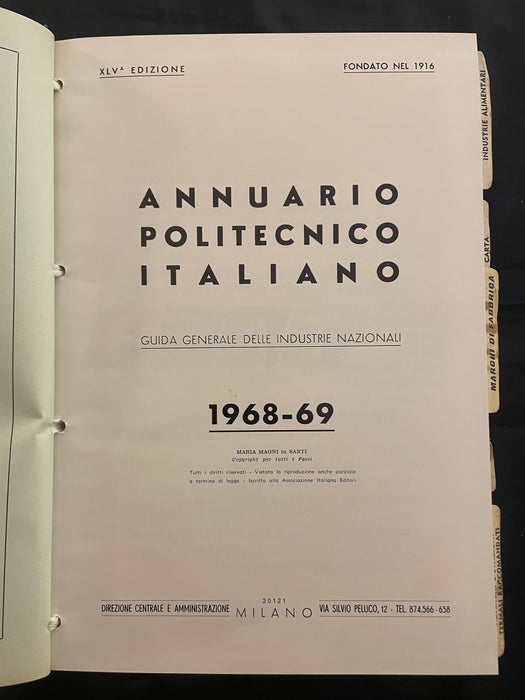 XLVª EDIZIONE
FONDATO NEL 1916
ANNUARIO
POLITECNICO
ITALIANO
GUIDA GENERALE DELLE INDUSTRIE NAZIONALI
1968-69
MARIA MAGNI in SANTI
Copyright per tutti i Paesi
Tutti i diritti riservati - Vietata la riproduzione anche parziale
a termine di legge - Iscritto alla Associazione Italiana Editori
DIREZIONE CENTRALE E AMMINISTRAZIONE
20121
MILANO
VIA SILVIO PELLICO, 12 - TEL. 874.566 - 658
INDUSTRIE ALIMENTARI
CARTA
MARCHI DI FABBRICA
TERMALI RACCOMANDATI